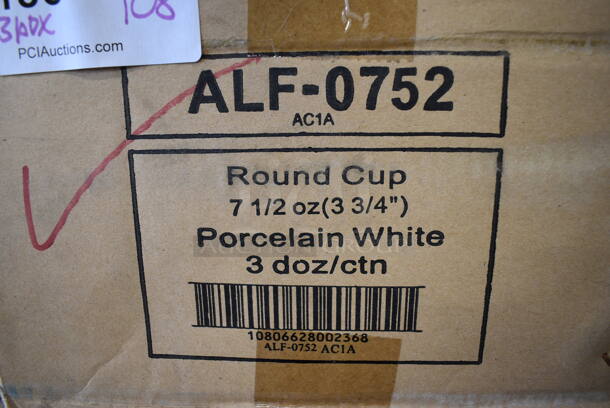 3 BOX 108
PCIAuctions.com
ALF-0752
AC1A
Round Cup
7 1/2 oz(3 3/4")
Porcelain White
3 doz/ctn
10806628002368
ALF-0752 AC1A